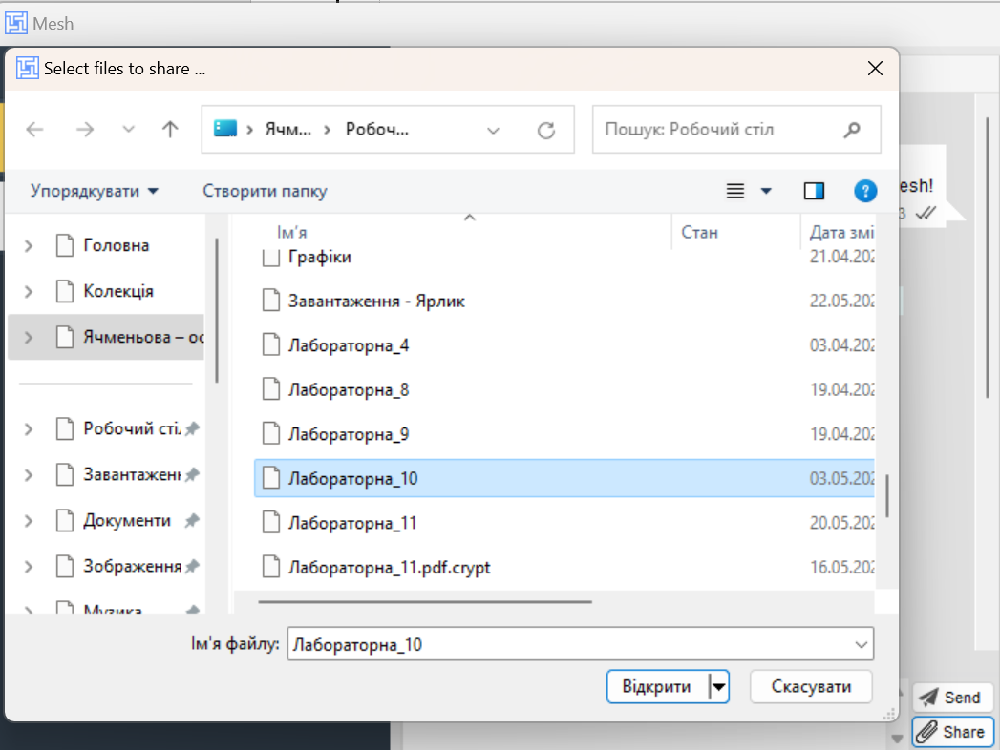 Mesh
Select files to share ...
Ячм... Робоч...
Пошук: Робочий стіл
Упорядкувати
Створити папку
esh!
3
Головна
Колекція
Ячменьова – ос
Робочий стіл
Завантажені
Документи
Зображення
Музика
Ім'я Стан Дата змі
Графіки 21.04.202
Завантаження - Ярлик 22.05.202
Лабораторна_4 03.04.202
Лабораторна_8 19.04.202
Лабораторна_9 19.04.202
Лабораторна_10 03.05.202
Лабораторна_11 20.05.202
Лабораторна_11.pdf.crypt 16.05.202
Ім'я файлу: Лабораторна_10
Відкрити Скасувати
Send
Share